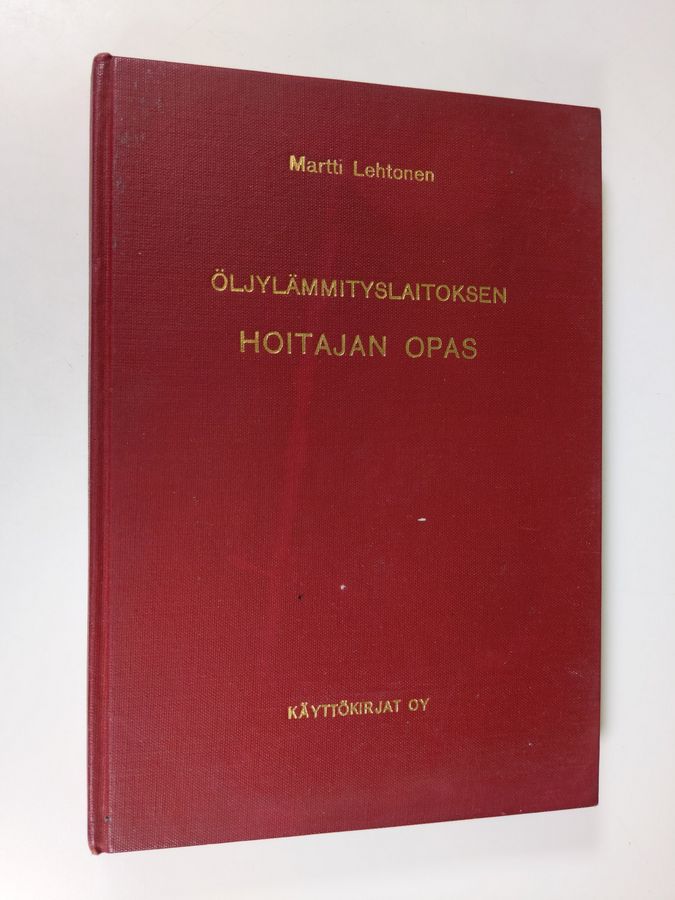 Martti Lehtonen
ÖLJYLÄMMITYSLAITOKSEN
HOITAJAN OPAS
KÄYTTÖKIRJAT OY